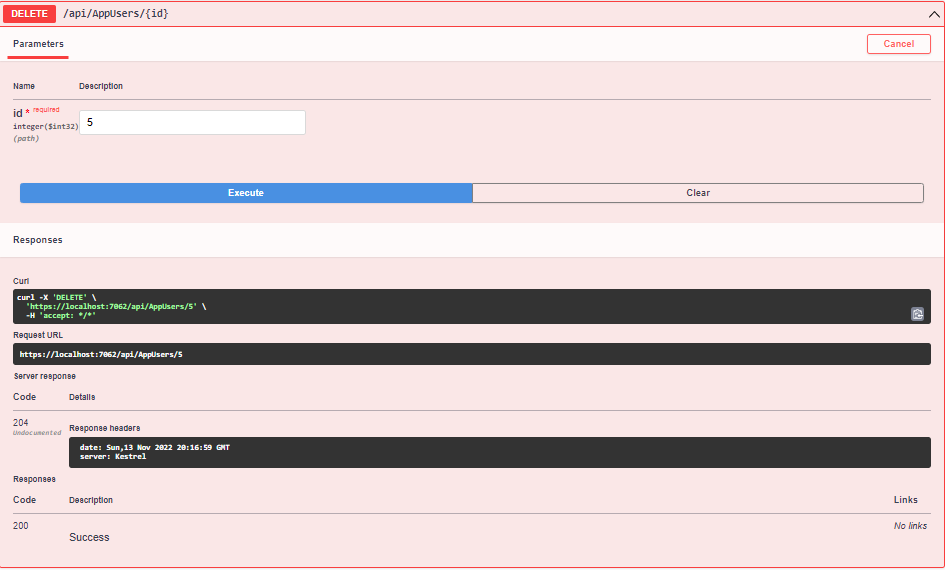 DELETE /api/AppUsers/{id}
Parameters
Cancel
Name Description
id * required
integer($int32)
(path)
5
Execute Clear
Responses
Curl
curl -X 'DELETE' \
'https://localhost:7062/api/AppUsers/5' \
-H 'accept: */*'
Request URL
https://localhost:7062/api/AppUsers/5
Server response
Code Details
204
Undocumented
Response headers
date: Sun,13 Nov 2022 20:16:59 GMT
server: Kestrel
Responses
Code Description Links
200 No links
Success